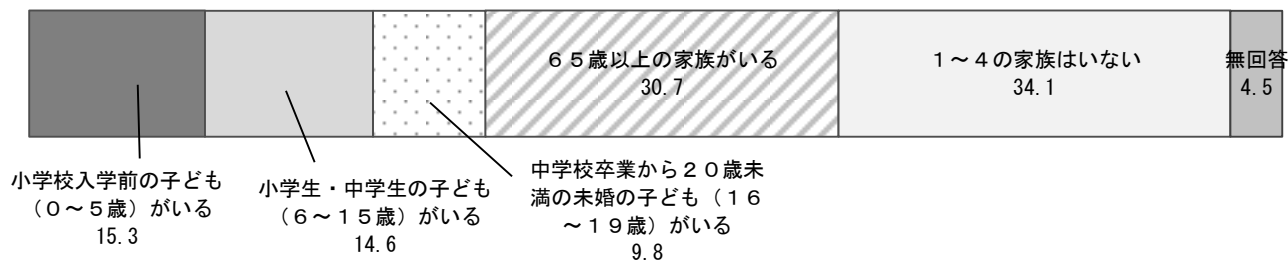 ６５歳以上の家族がいる
30.7
１～４の家族はいない
34.1
無回答
4.5
小学校入学前の子ども
（０～５歳）がいる
15.3
小学生・中学生の子ども
（６～１５歳）がいる
14.6
中学校卒業から２０歳未
満の未婚の子ども（１６
～１９歳）がいる
9.8